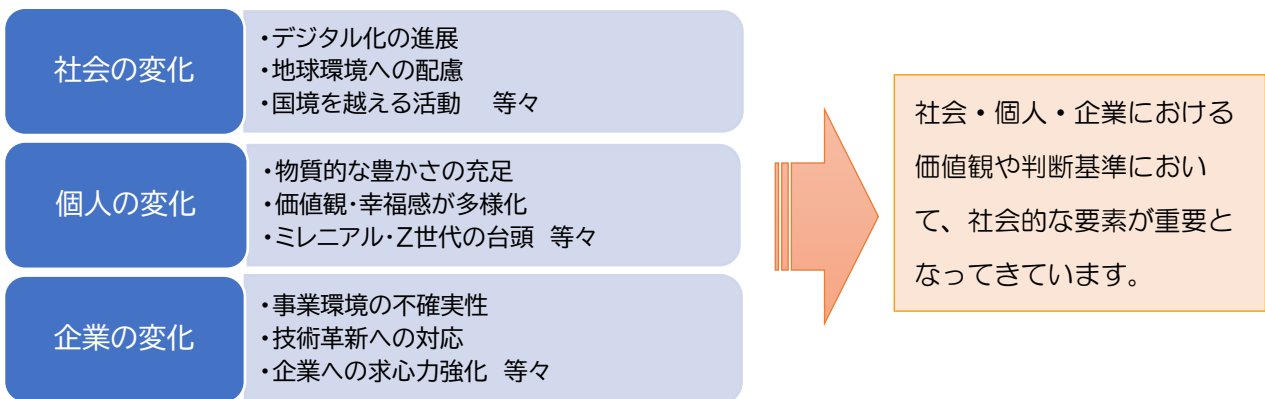 社会の変化
・デジタル化の進展
・地球環境への配慮
・国境を越える活動　等々
個人の変化
・物質的な豊かさの充足
・価値観・幸福感が多様化
・ミレニアル・Z世代の台頭　等々
企業の変化
・事業環境の不確実性
・技術革新への対応
・企業への求心力強化　等々
社会・個人・企業における
価値観や判断基準におい
て、社会的な要素が重要と
なってきています。